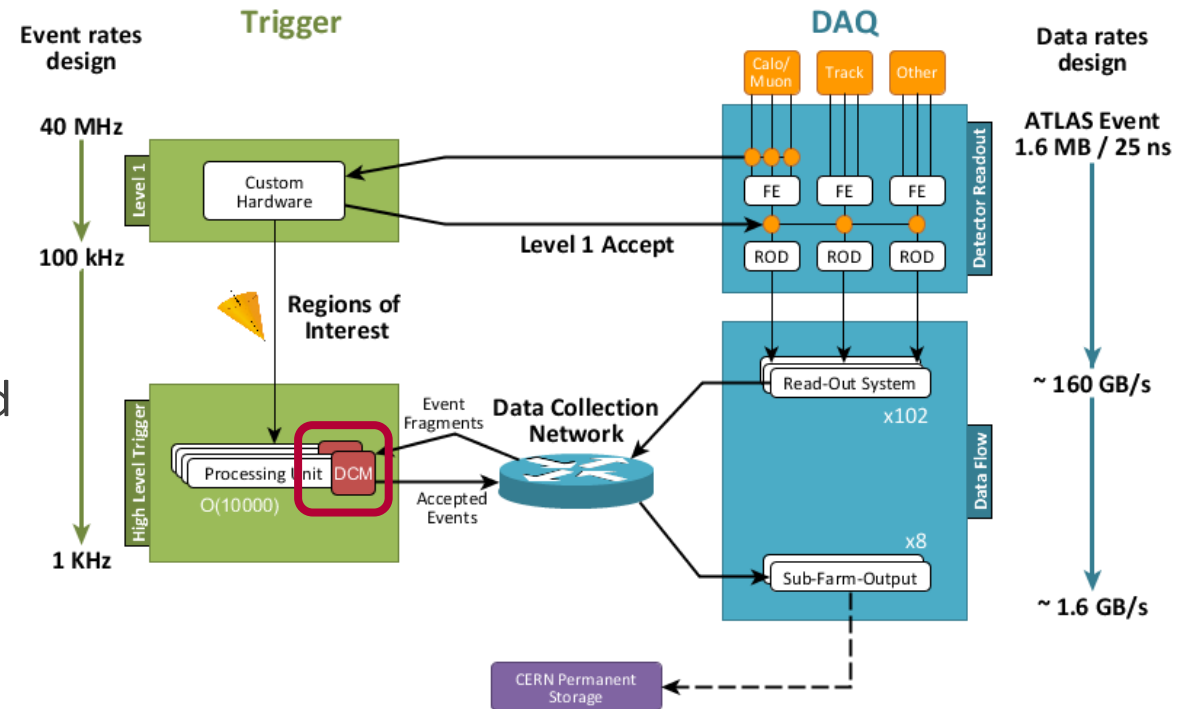 Trigger
DAQ
Event rates
design
Data rates
design
Calo/
Muon
Track
Other
40 MHz
ATLAS Event
1.6 MB / 25 ns
Level 1
Custom
Hardware
FE
FE
FE
Detector Readout
Level 1 Accept
100 kHz
ROD
ROD
ROD
Regions of
Interest
d
Read-Out System
~ 160 GB/s
x102
High Level Trigger
Event
Fragments
Data Collection
Network
Processing Unit
DCM
O(10000)
Accepted
Events
Data Flow
1 KHz
x8
Sub-Farm-Output
~ 1.6 GB/s
CERN Permanent
Storage